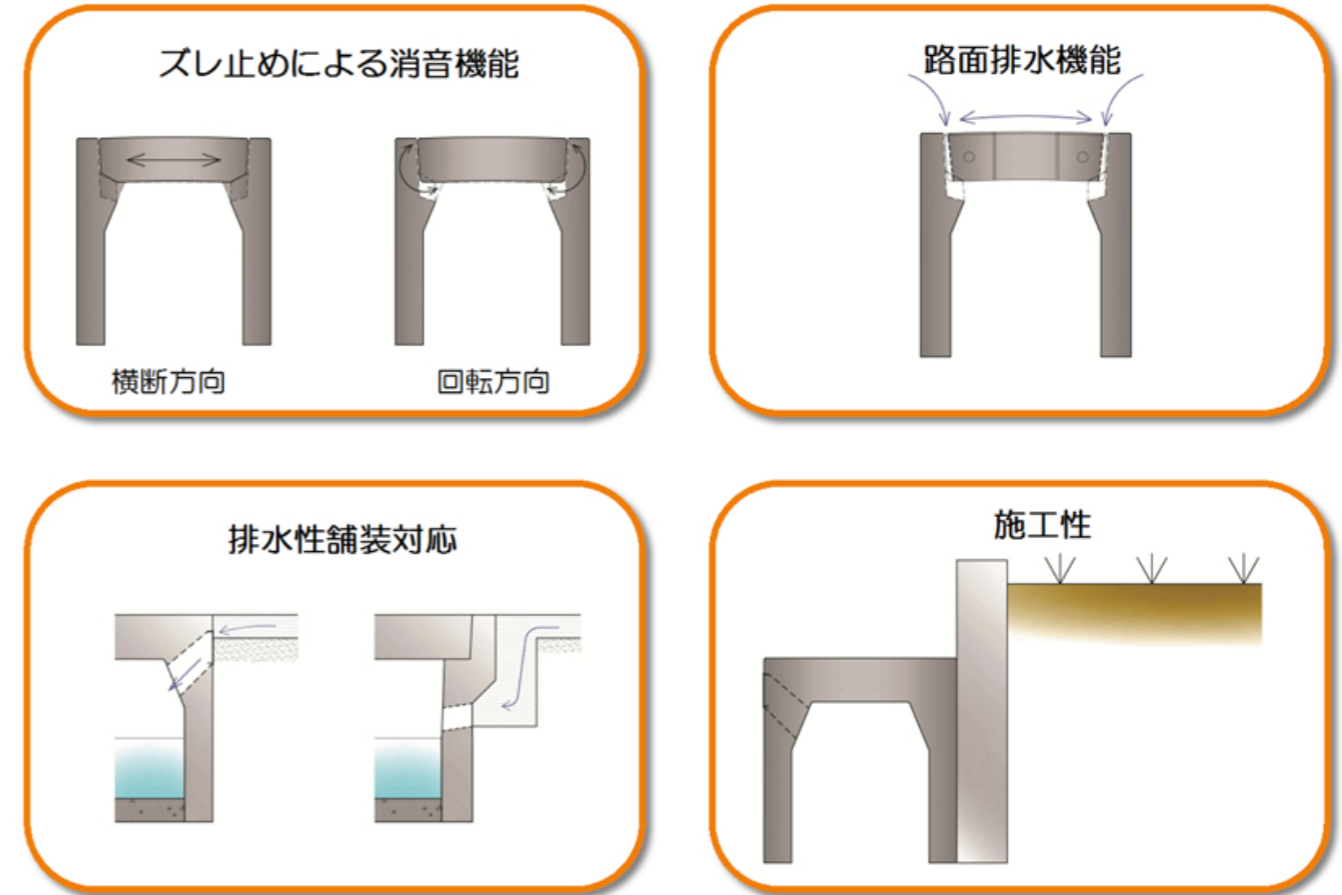 ズレ止めによる消音機能
横断方向
回転方向
路面排水機能
排水性舗装対応
施工性